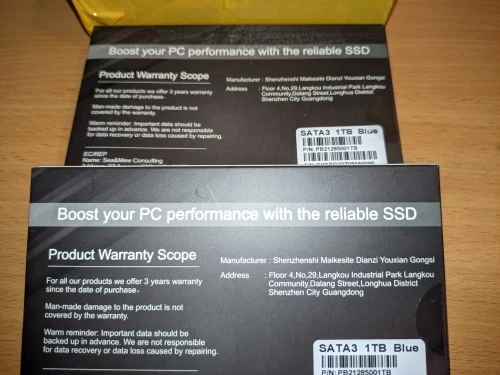 Boost your PC performance with the reliable SSD
Product Warranty Scope
For all our products we offer 3 years warranty
since the date of purchase。
Man-made damage to the product is not
covered by the warranty.
Warm reminder: Important data should be
backed up in advance. We are not responsible
for data recovery or data loss caused by repairing.
EC/REP
Name: Sea&Mew Consulting
Manufacturer : Shenzhenshi Maikesite Dianzi Youxian Gongsi
Address : Floor 4,No,29,Langkou Industrial Park Langkou
Community,Dalang Street,Longhua District
Shenzhen City Guangdong
SATA3 1TB Blue
P/N: PB21285001TB
Boost your PC performance with the reliable SSD
Product Warranty Scope
For all our products we offer 3 years warranty
since the date of purchase。
Man-made damage to the product is not
covered by the warranty.
Warm reminder: Important data should be
backed up in advance. We are not responsible
for data recovery or data loss caused by repairing.
Manufacturer : Shenzhenshi Maikesite Dianzi Youxian Gongsi
Address : Floor 4,No,29,Langkou Industrial Park Langkou
Community,Dalang Street,Longhua District
Shenzhen City Guangdong
SATA3 1TB Blue
P/N: PB21285001TB